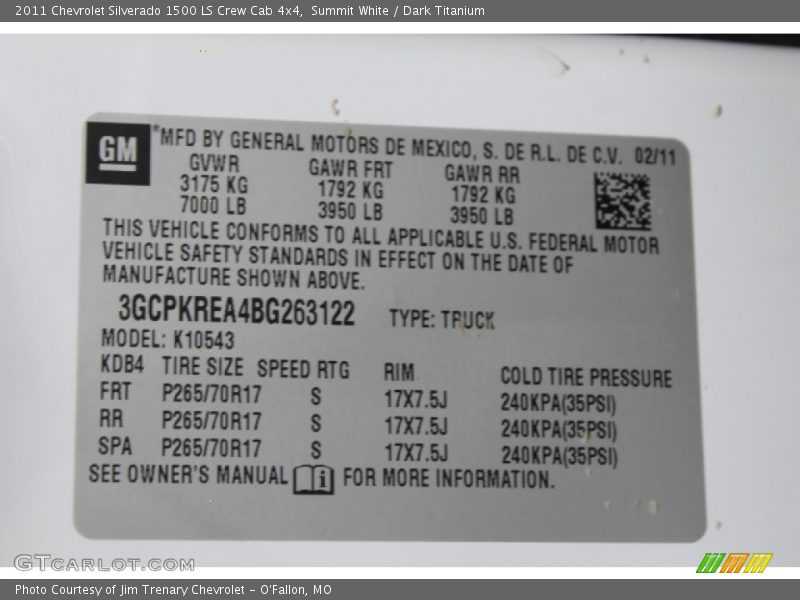 2011 Chevrolet Silverado 1500 LS Crew Cab 4x4, Summit White / Dark Titanium
GM
*MFD BY GENERAL MOTORS DE MEXICO, S. DE R.L. DE C.V. 02/11
GVWR GAWR FRT GAWR RR
3175 KG 1792 KG 1792 KG
7000 LB 3950 LB 3950 LB
THIS VEHICLE CONFORMS TO ALL APPLICABLE U.S. FEDERAL MOTOR
VEHICLE SAFETY STANDARDS IN EFFECT ON THE DATE OF
MANUFACTURE SHOWN ABOVE.
3GCPKREA4BG263122 TYPE: TRUCK
MODEL: K10543
KDB4 TIRE SIZE SPEED RTG RIM COLD TIRE PRESSURE
FRT P265/70R17 S 17X7.5J 240KPA(35PSI)
RR P265/70R17 S 17X7.5J 240KPA(35PSI)
SPA P265/70R17 S 17X7.5J 240KPA(35PSI)
SEE OWNER'S MANUAL i FOR MORE INFORMATION.
GTCARLOT.COM
Photo Courtesy of Jim Trenary Chevrolet - O'Fallon, MO